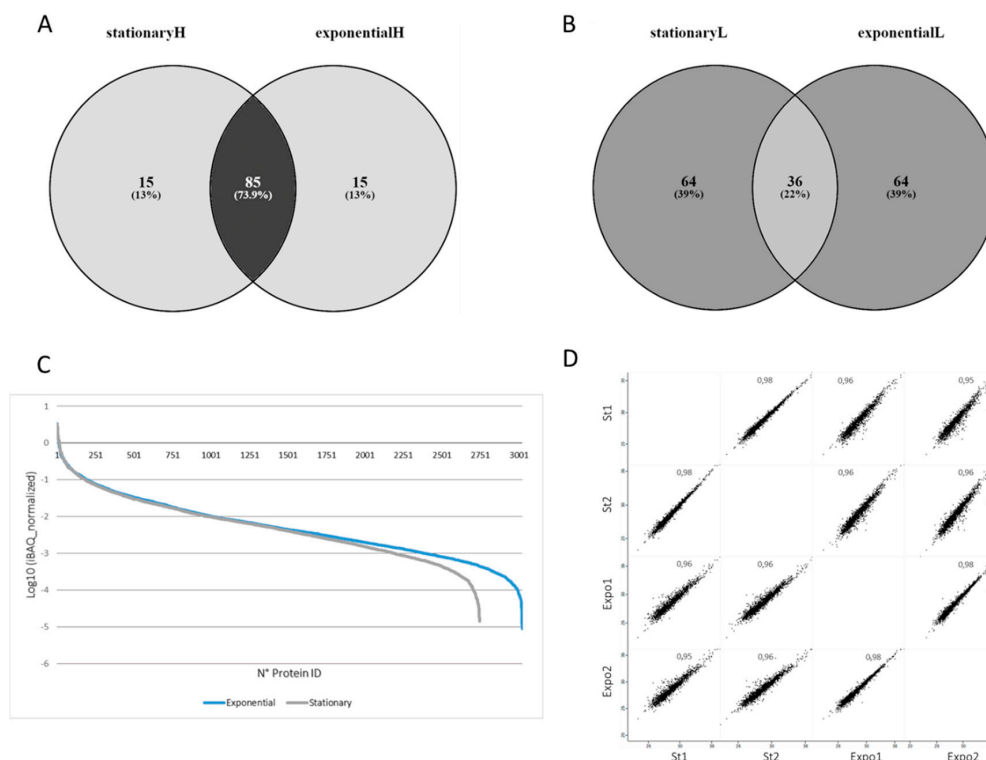 A
stationaryH exponentialH
15 85 15
(13%) (73.9%) (13%)
B
stationaryL exponentialL
64 36 64
(39%) (22%) (39%)
C
1
0
1 251 501 751 1001 1251 1501 1751 2001 2251 2501 2751 3001
-1
-2
-3
-4
-5
-6
Log10 (iBAQ_normalized)
N° Protein ID
Exponential Stationary
D
St1
0,98 0,96 0,95
St2
0,98 0,96 0,96
Expo1
0,96 0,96 0,98
Expo2
0,95 0,96 0,98
St1 St2 Expo1 Expo2